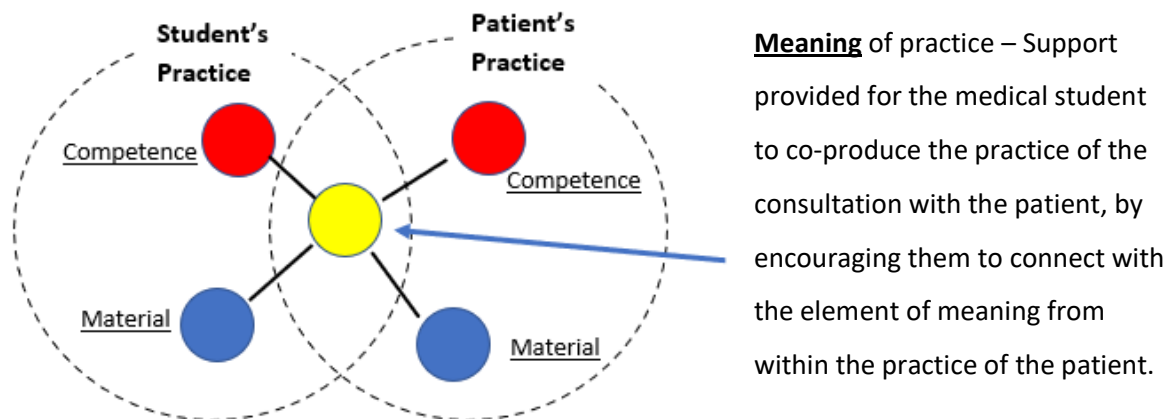 Student's
Practice
Patient's
Practice
Competence
Competence
Material
Material
Meaning of practice – Support
provided for the medical student
to co-produce the practice of the
consultation with the patient, by
encouraging them to connect with
the element of meaning from
within the practice of the patient.